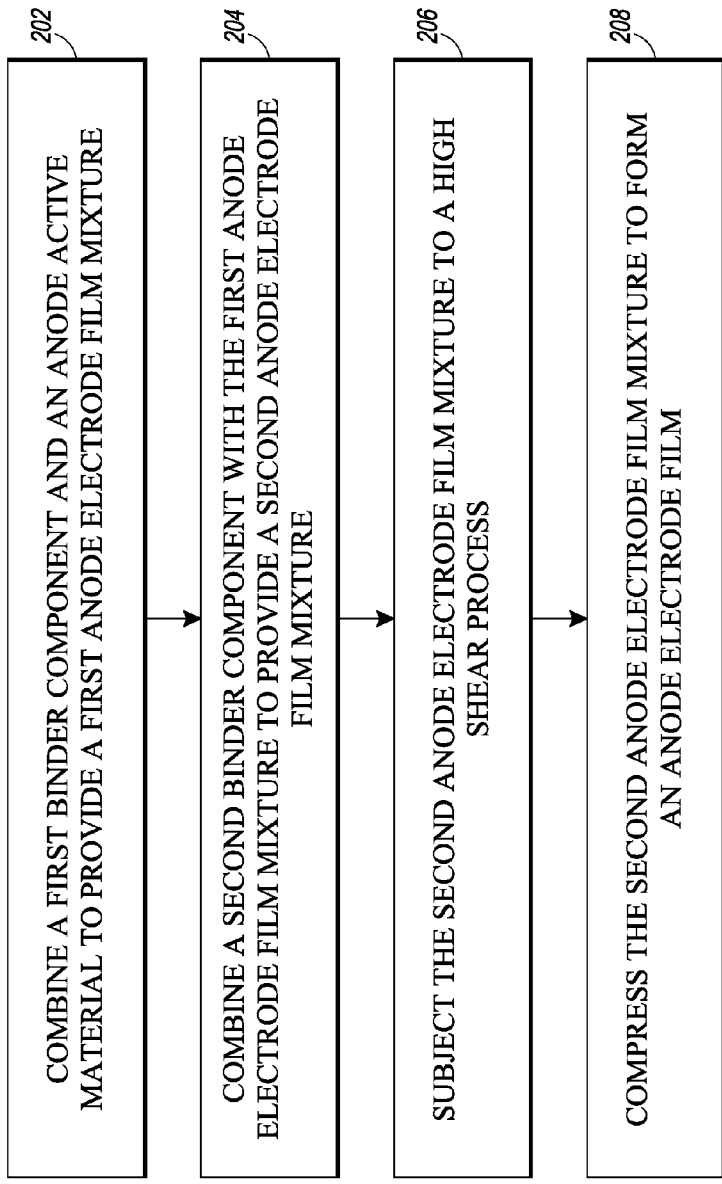 COMBINE A FIRST BINDER COMPONENT AND AN ANODE ACTIVE
MATERIAL TO PROVIDE A FIRST ANODE ELECTRODE FILM MIXTURE
202
COMBINE A SECOND BINDER COMPONENT WITH THE FIRST ANODE
ELECTRODE FILM MIXTURE TO PROVIDE A SECOND ANODE ELECTRODE
FILM MIXTURE
204
SUBJECT THE SECOND ANODE ELECTRODE FILM MIXTURE TO A HIGH
SHEAR PROCESS
206
COMPRESS THE SECOND ANODE ELECTRODE FILM MIXTURE TO FORM
AN ANODE ELECTRODE FILM
208